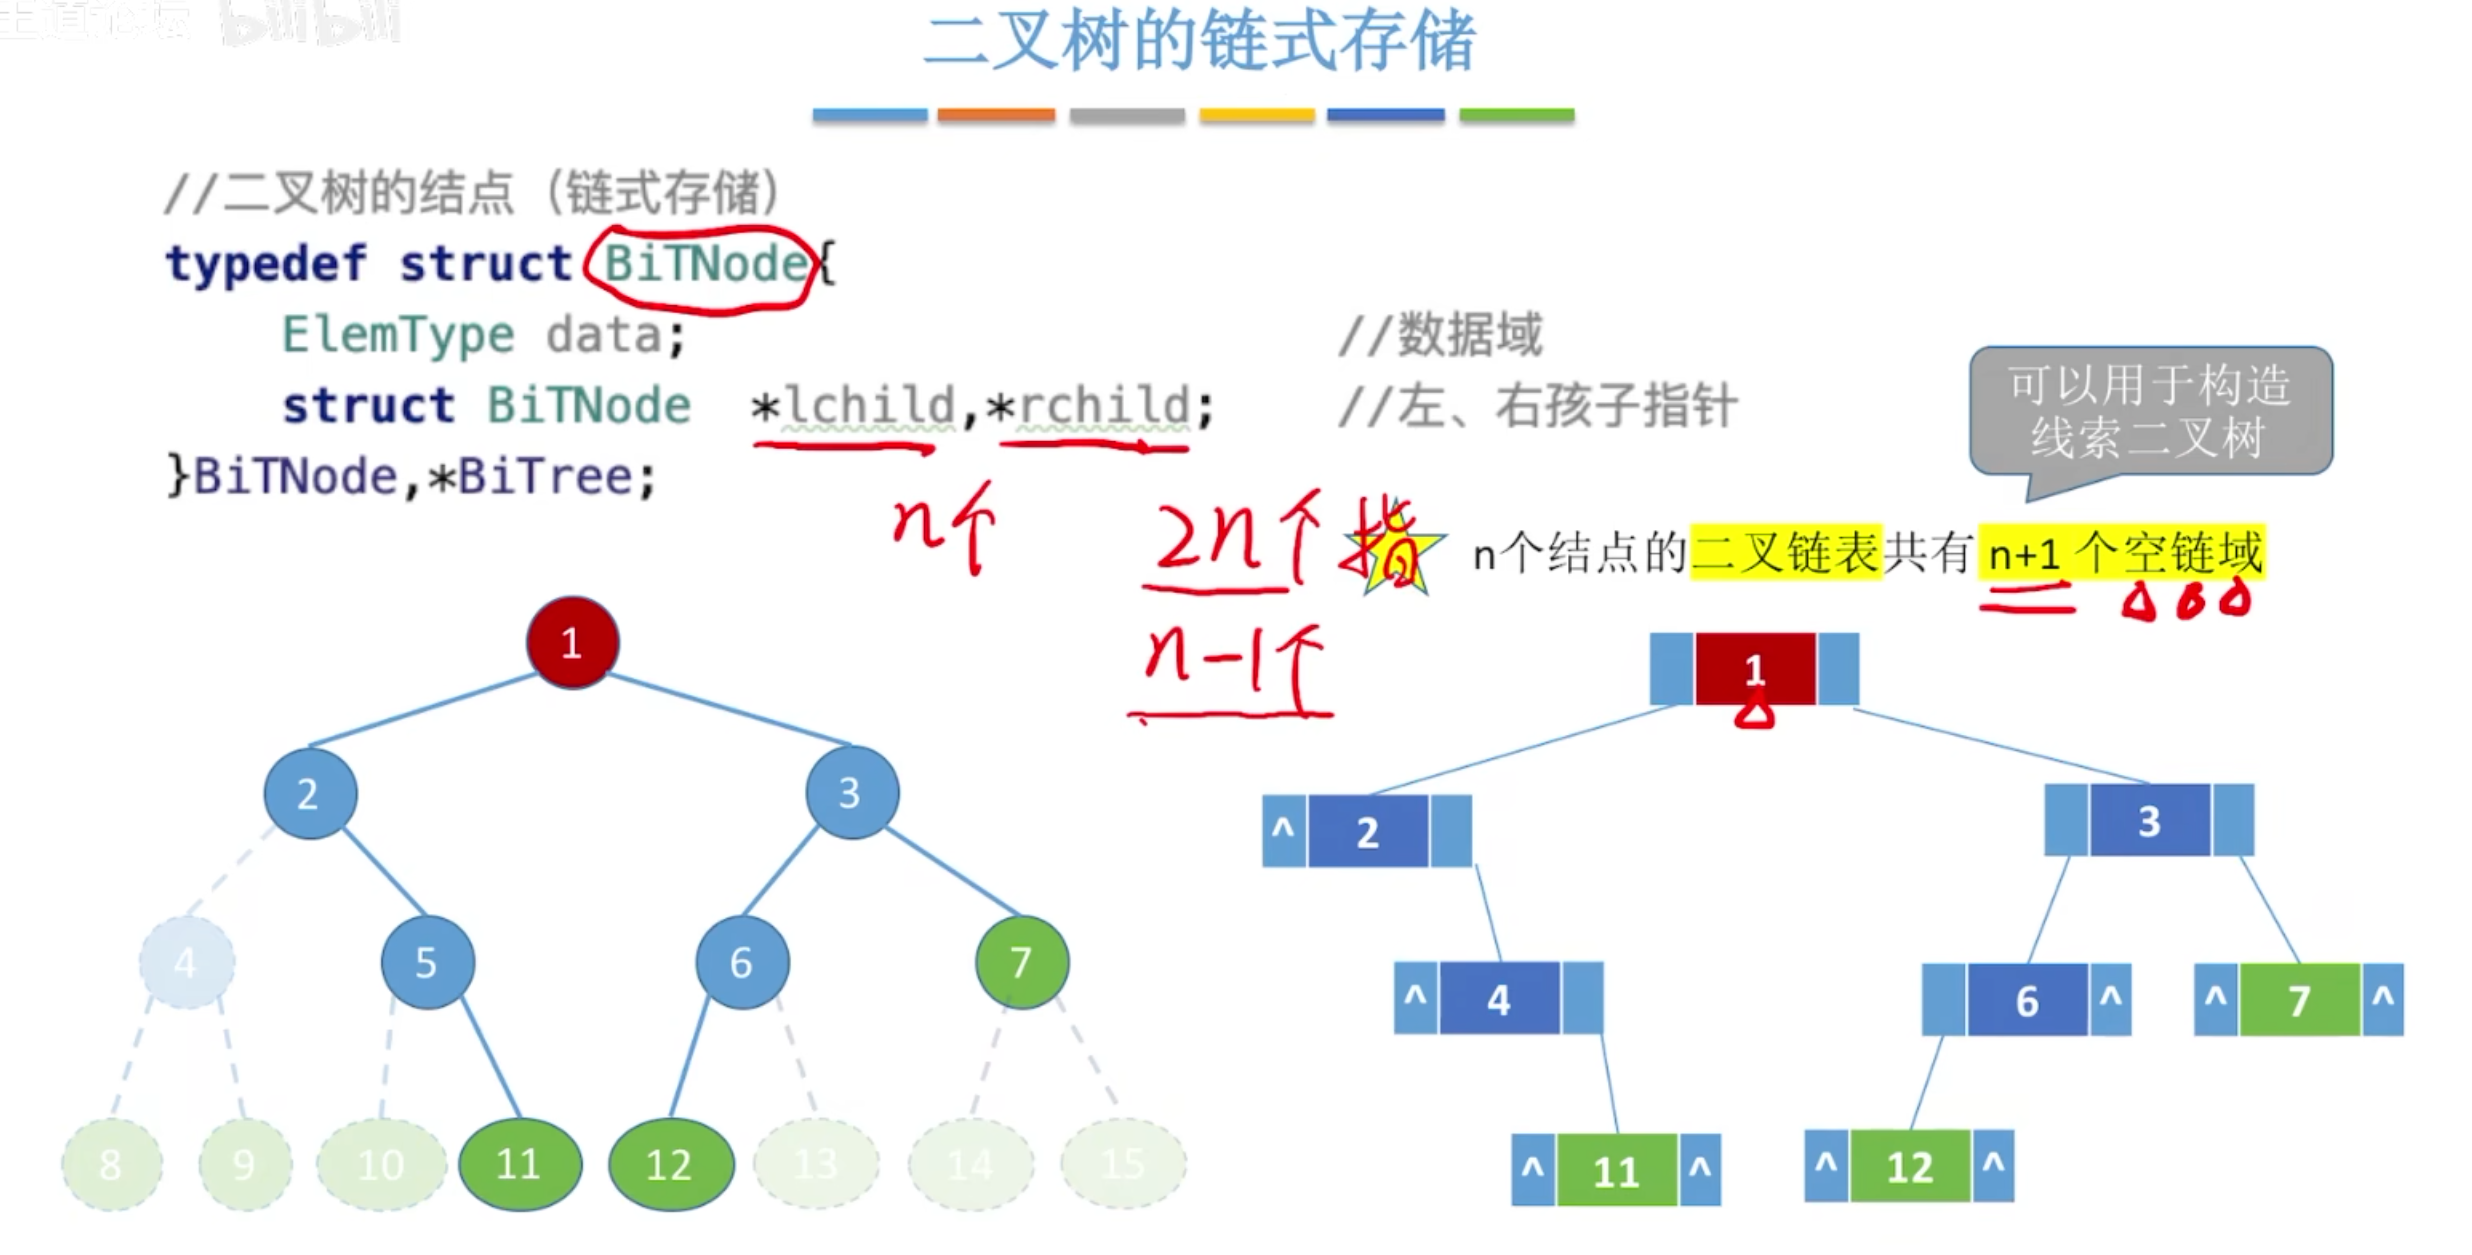 王道论坛 bilibili
二叉树的链式存储
//二叉树的结点（链式存储）
typedef struct BiTNode{
ElemType data; //数据域
struct BiTNode *lchild,*rchild; //左、右孩子指针
}BiTNode,*BiTree;
可以用于构造
线索二叉树
n个 2n个 指
n个结点的二叉链表共有 n+1 个空链域
n-1个
1
2 3
4 5 6 7
8 9 10 11 12 13 14 15
1
^ 2 3
^ 4 6 ^ ^ 7 ^
^ 11 ^ ^ 12 ^